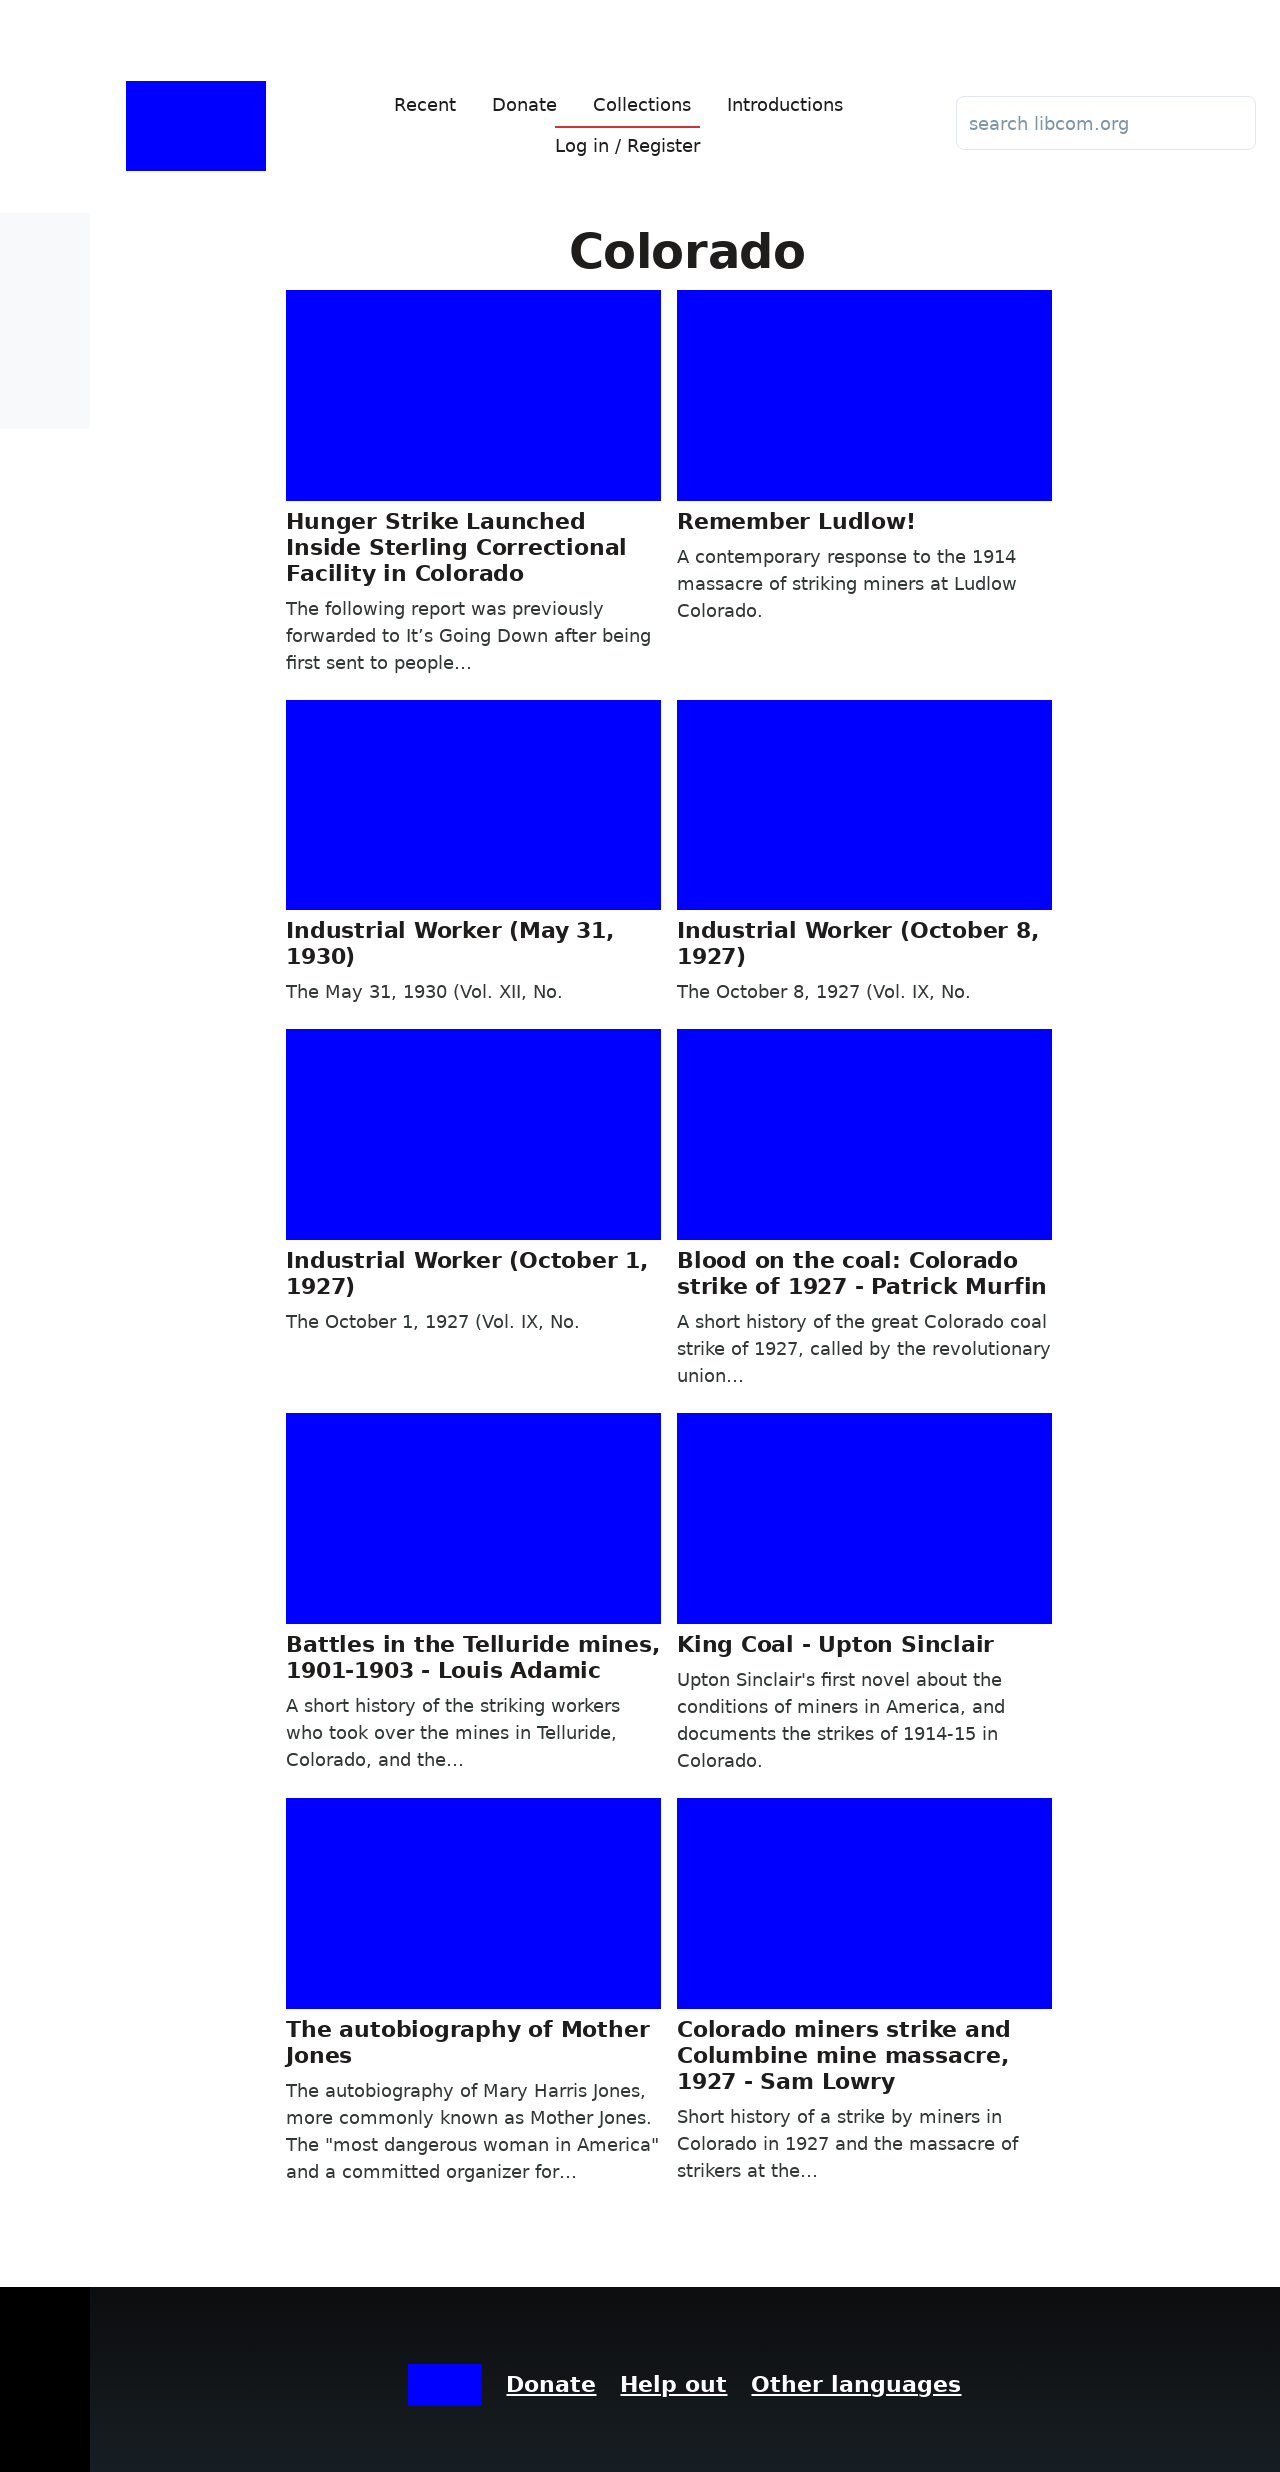 Recent Donate Collections Introductions
Log in / Register
search libcom.org
Colorado
Hunger Strike Launched
Inside Sterling Correctional
Facility in Colorado
The following report was previously
forwarded to It’s Going Down after being
first sent to people…
Remember Ludlow!
A contemporary response to the 1914
massacre of striking miners at Ludlow
Colorado.
Industrial Worker (May 31,
1930)
The May 31, 1930 (Vol. XII, No.
Industrial Worker (October 8,
1927)
The October 8, 1927 (Vol. IX, No.
Industrial Worker (October 1,
1927)
The October 1, 1927 (Vol. IX, No.
Blood on the coal: Colorado
strike of 1927 - Patrick Murfin
A short history of the great Colorado coal
strike of 1927, called by the revolutionary
union…
Battles in the Telluride mines,
1901-1903 - Louis Adamic
A short history of the striking workers
who took over the mines in Telluride,
Colorado, and the…
King Coal - Upton Sinclair
Upton Sinclair's first novel about the
conditions of miners in America, and
documents the strikes of 1914-15 in
Colorado.
The autobiography of Mother
Jones
The autobiography of Mary Harris Jones,
more commonly known as Mother Jones.
The "most dangerous woman in America"
and a committed organizer for…
Colorado miners strike and
Columbine mine massacre,
1927 - Sam Lowry
Short history of a strike by miners in
Colorado in 1927 and the massacre of
strikers at the…
Donate Help out Other languages